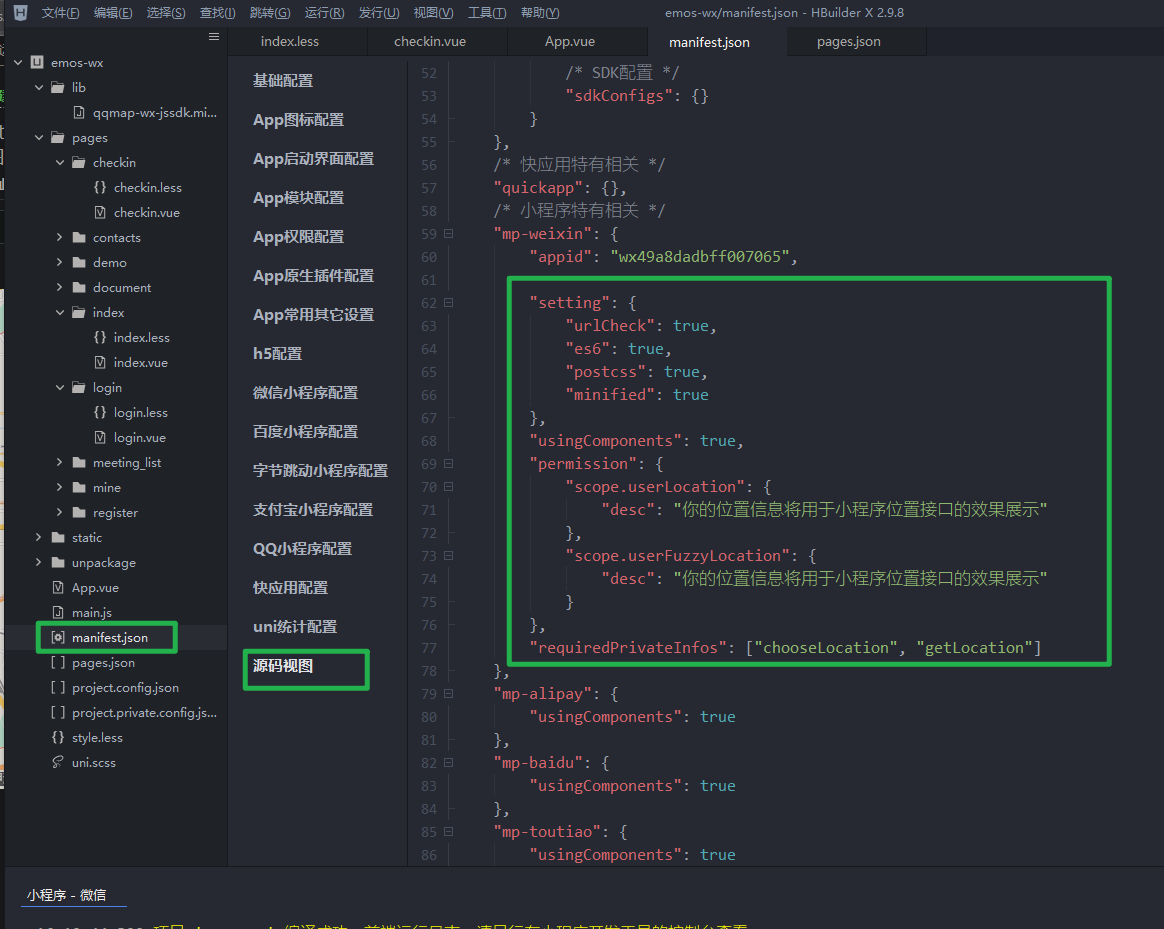 文件(F) 编辑(E) 选择(S) 查找(I) 跳转(G) 运行(R) 发行(U) 视图(V) 工具(T) 帮助(Y) emos-wx/manifest.json - HBuilder X 2.9.8
index.less checkin.vue App.vue manifest.json pages.json
emos-wx
lib
qqmap-wx-jssdk.mi...
pages
checkin
checkin.less
checkin.vue
contacts
demo
document
index
index.less
index.vue
login
login.less
login.vue
meeting_list
mine
register
static
unpackage
App.vue
main.js
manifest.json
pages.json
project.config.json
project.private.config.js...
style.less
uni.scss
基础配置
App图标配置
App启动界面配置
App模块配置
App权限配置
App原生插件配置
App常用其它设置
h5配置
微信小程序配置
百度小程序配置
字节跳动小程序配置
支付宝小程序配置
QQ小程序配置
快应用配置
uni统计配置
源码视图
52 /* SDK配置 */
53 "sdkConfigs": {}
54 }
55 },
56 /* 快应用特有相关 */
57 "quickapp": {},
58 /* 小程序特有相关 */
59 "mp-weixin": {
60 "appid": "wx49a8dadbff007065",
61
62 "setting": {
63 "urlCheck": true,
64 "es6": true,
65 "postcss": true,
66 "minified": true
67 },
68 "usingComponents": true,
69 "permission": {
70 "scope.userLocation": {
71 "desc": "你的位置信息将用于小程序位置接口的效果展示"
72 },
73 "scope.userFuzzyLocation": {
74 "desc": "你的位置信息将用于小程序位置接口的效果展示"
75 }
76 },
77 "requiredPrivateInfos": ["chooseLocation", "getLocation"]
78 },
79 "mp-alipay": {
80 "usingComponents": true
81 },
82 "mp-baidu": {
83 "usingComponents": true
84 },
85 "mp-toutiao": {
86 "usingComponents": true
小程序 - 微信